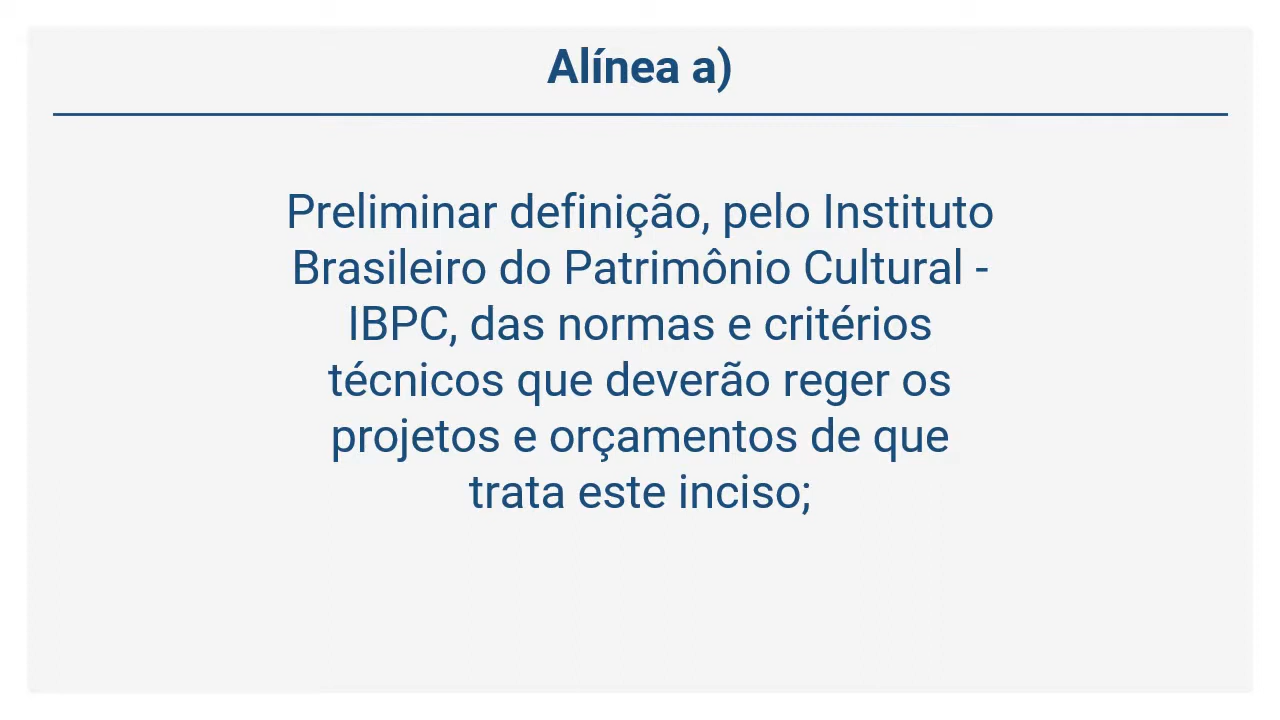 Alínea a)
Preliminar definição, pelo Instituto
Brasileiro do Patrimônio Cultural -
IBPC, das normas e critérios
técnicos que deverão reger os
projetos e orçamentos de que
trata este inciso;